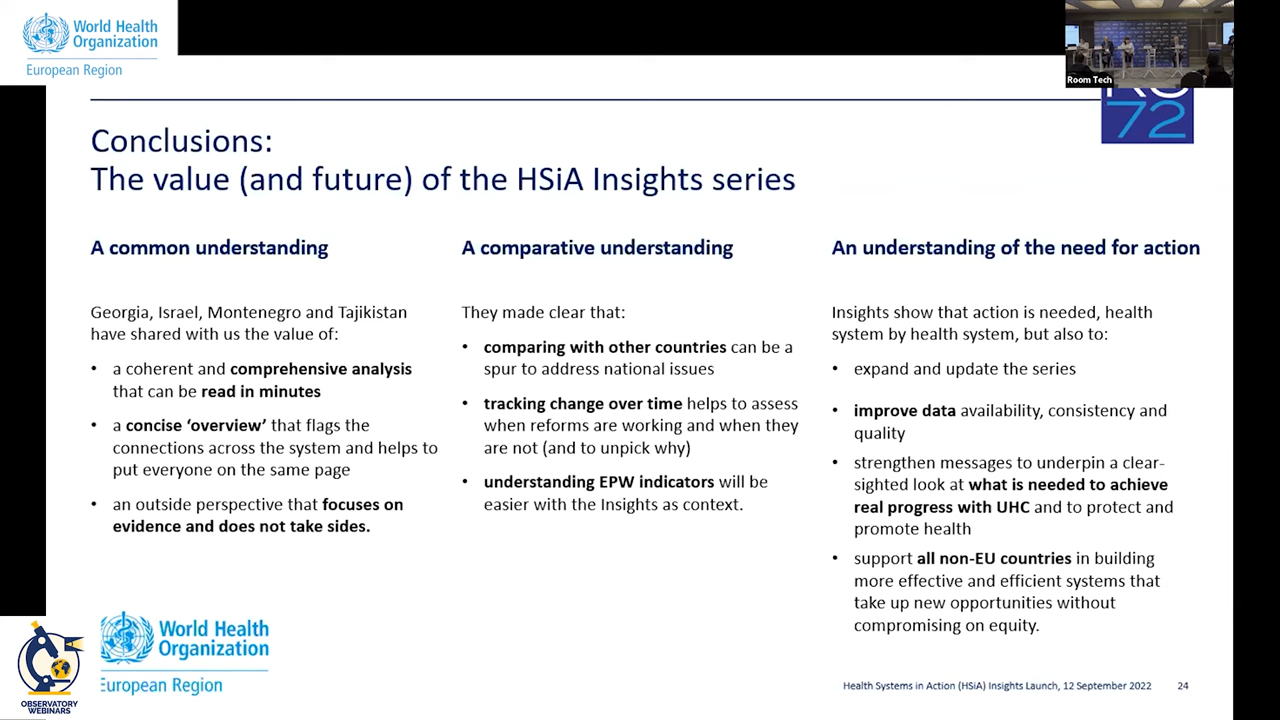 World Health
Organization
European Region
Room Tech
72
Conclusions:
The value (and future) of the HSiA Insights series
A common understanding
Georgia, Israel, Montenegro and Tajikistan
have shared with us the value of:
• a coherent and comprehensive analysis
that can be read in minutes
• a concise ‘overview’ that flags the
connections across the system and helps to
put everyone on the same page
• an outside perspective that focuses on
evidence and does not take sides.
A comparative understanding
They made clear that:
• comparing with other countries can be a
spur to address national issues
• tracking change over time helps to assess
when reforms are working and when they
are not (and to unpick why)
• understanding EPW indicators will be
easier with the Insights as context.
An understanding of the need for action
Insights show that action is needed, health
system by health system, but also to:
• expand and update the series
• improve data availability, consistency and
quality
• strengthen messages to underpin a clear-
sighted look at what is needed to achieve
real progress with UHC and to protect and
promote health
• support all non-EU countries in building
more effective and efficient systems that
take up new opportunities without
compromising on equity.
OBSERVATORY
WEBINARS
World Health
Organization
European Region
Health Systems in Action (HSiA) Insights Launch, 12 September 2022
24